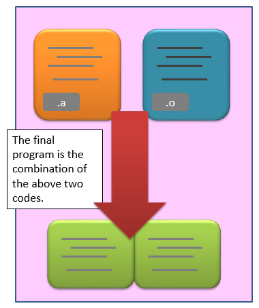 .a
.o
The final
program is the
combination of
the above two
codes.